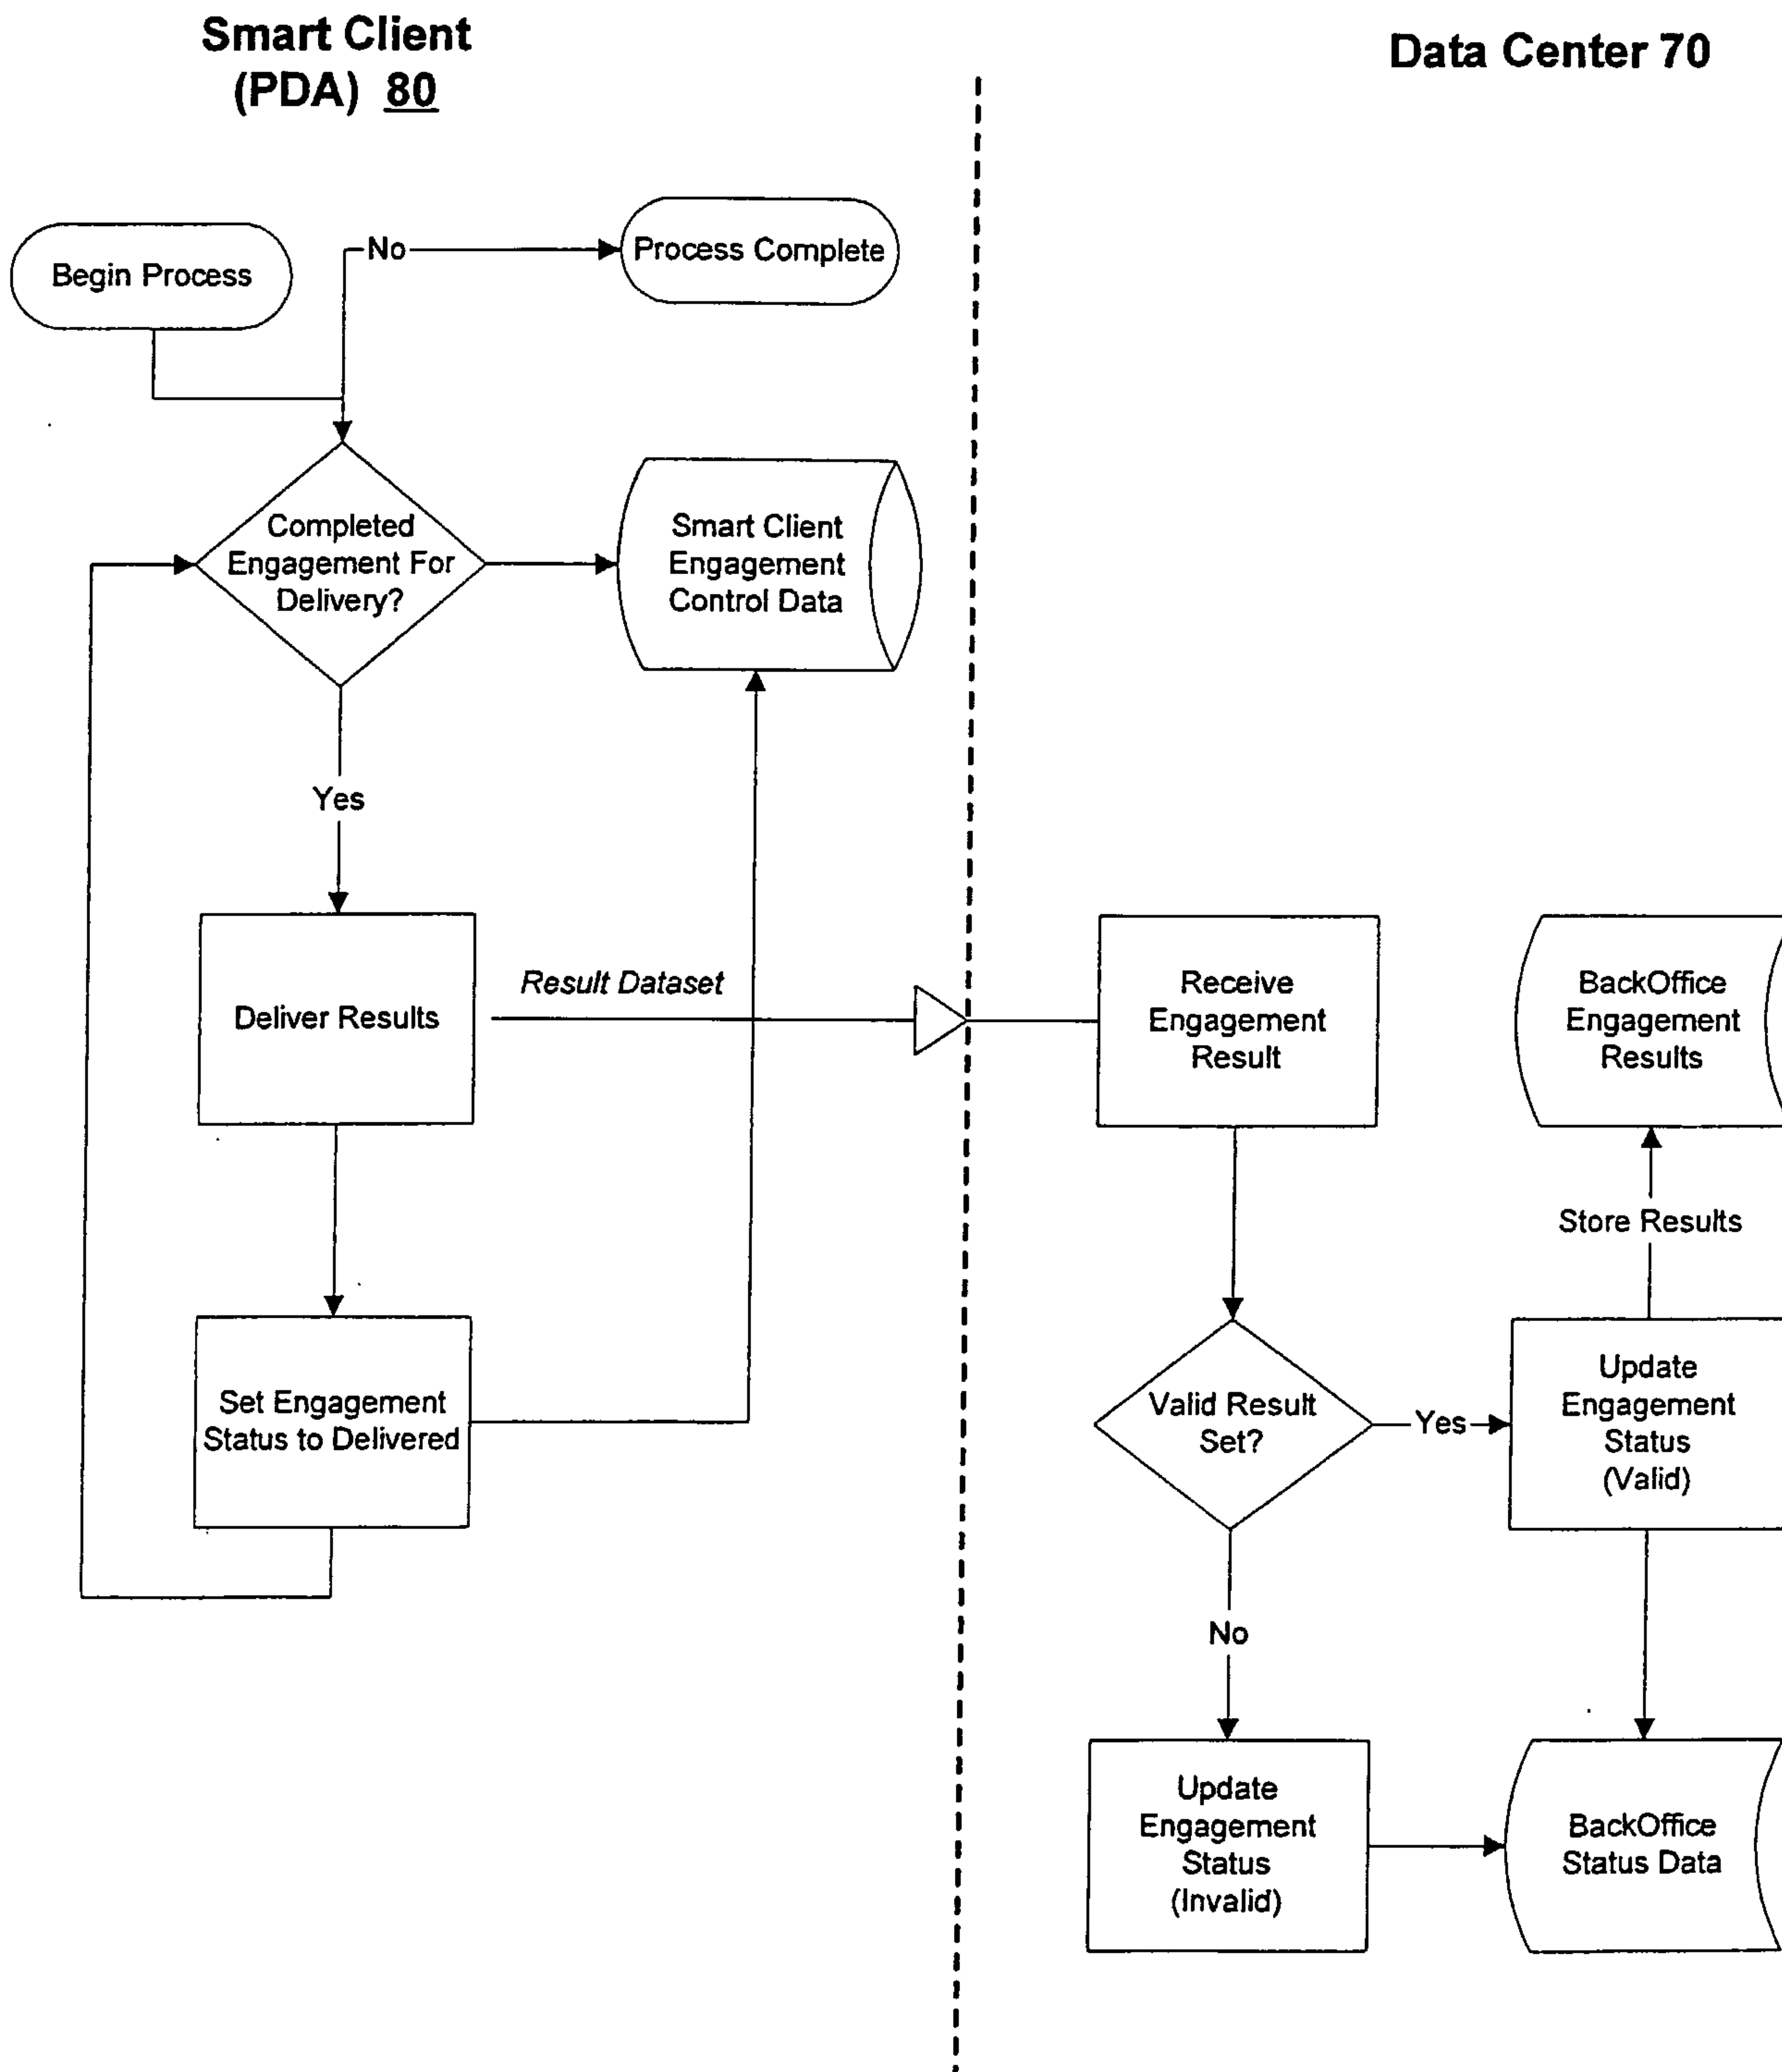 Smart Client
(PDA) 80
Data Center 70
No
Process Complete
Begin Process
Completed
Engagement For
Delivery?
Smart Client
Engagement
Control Data
Yes
Deliver Results
Result Dataset
Receive
Engagement
Result
BackOffice
Engagement
Results
Store Results
Set Engagement
Status to Delivered
Valid Result
Set?
Yes
Update
Engagement
Status
(Valid)
No
Update
Engagement
Status
(Invalid)
BackOffice
Status Data